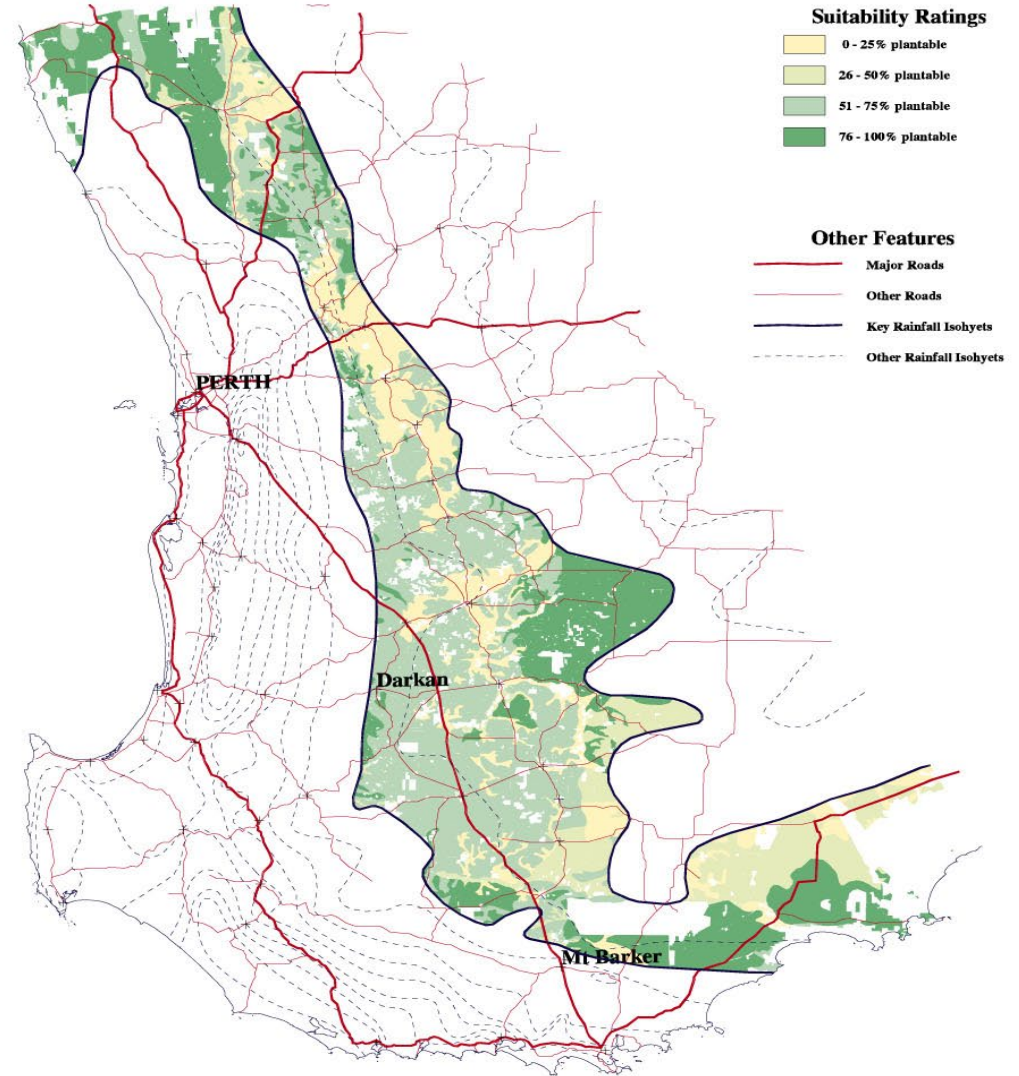 Suitability Ratings
0 - 25% plantable
26 - 50% plantable
51 - 75% plantable
76 - 100% plantable
Other Features
Major Roads
Other Roads
Key Rainfall Isohyets
Other Rainfall Isohyets
PERTH
Darkan
Mt Barker